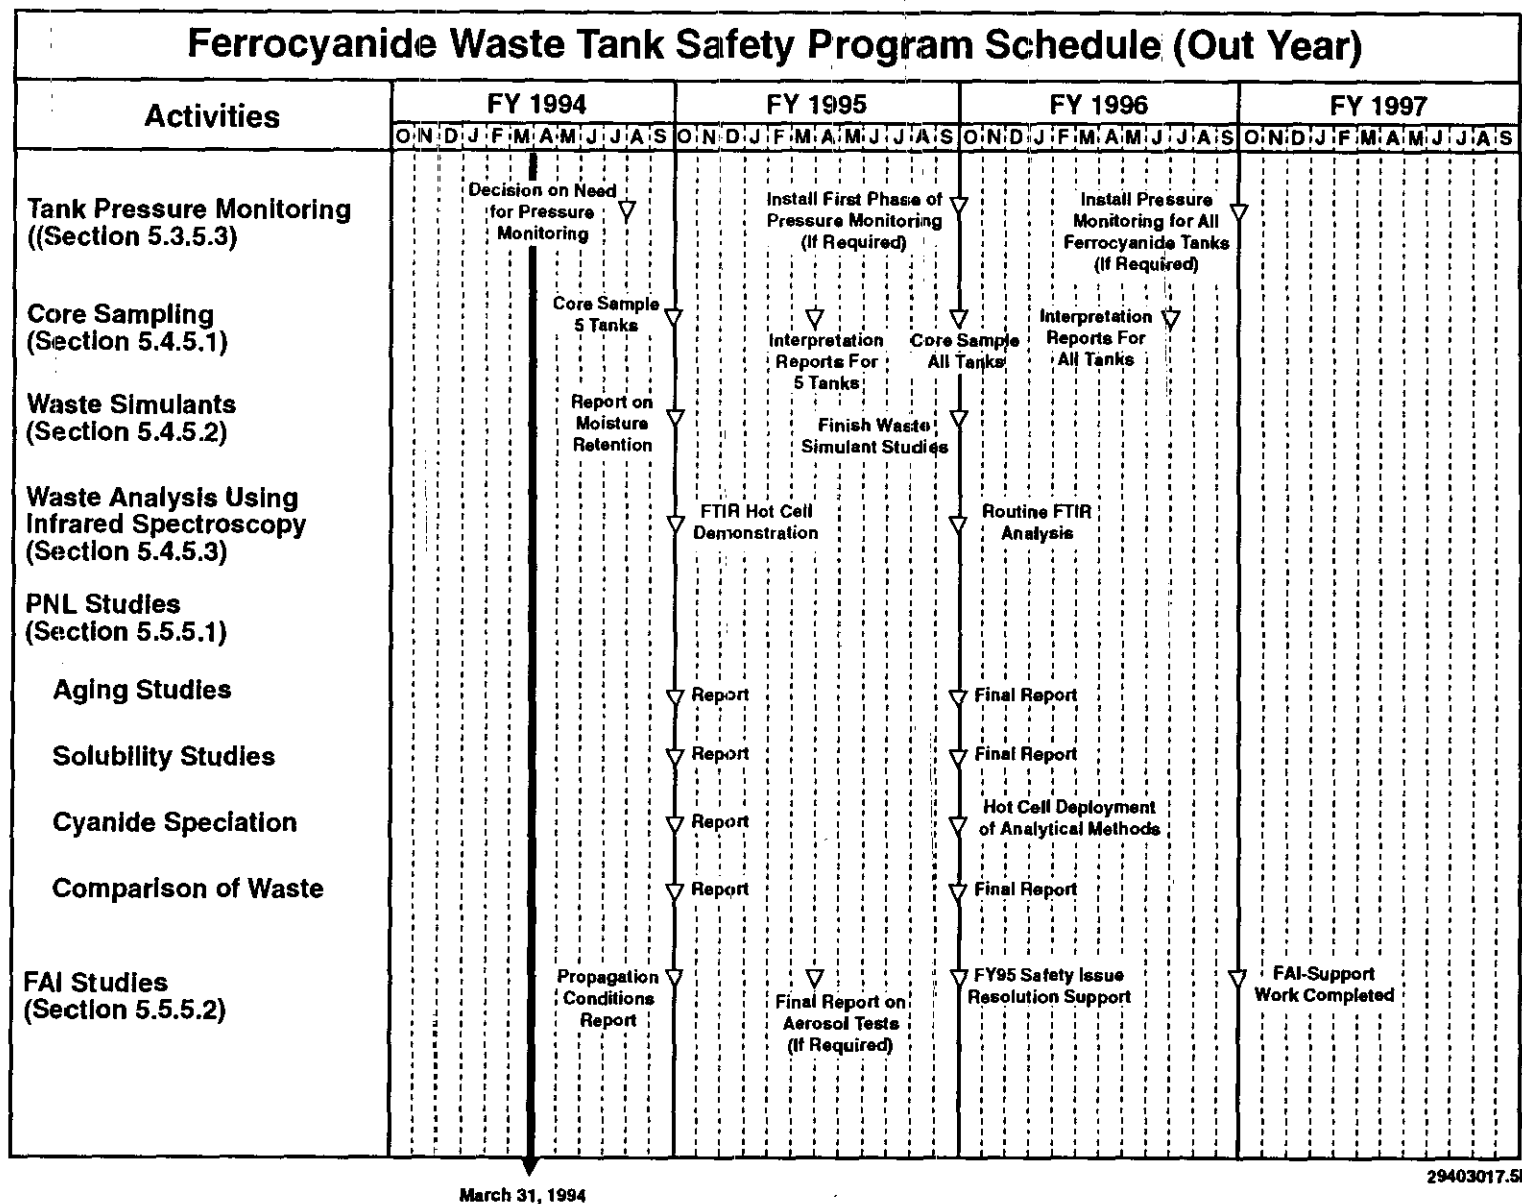 Ferrocyanide Waste Tank Safety Program Schedule (Out Year)
Activities
FY 1994
FY 1995
FY 1996
FY 1997
O N D J F M A M J J A S
O N D J F M A M J J A S
O N D J F M A M J J A S
O N D J F M A M J J A S
Tank Pressure Monitoring
((Section 5.3.5.3)
Decision on Need
for Pressure
Monitoring
Install First Phase of
Pressure Monitoring
(If Required)
Install Pressure
Monitoring for All
Ferrocyanide Tanks
(If Required)
Core Sampling
(Section 5.4.5.1)
Core Sample
5 Tanks
Interpretation
Reports For
5 Tanks
Core Sample
All Tanks
Interpretation
Reports For
All Tanks
Waste Simulants
(Section 5.4.5.2)
Report on
Moisture
Retention
Finish Waste
Simulant Studies
Waste Analysis Using
Infrared Spectroscopy
(Section 5.4.5.3)
FTIR Hot Cell
Demonstration
Routine FTIR
Analysis
PNL Studies
(Section 5.5.5.1)
Aging Studies
Report
Final Report
Solubility Studies
Report
Final Report
Cyanide Speciation
Report
Hot Cell Deployment
of Analytical Methods
Comparison of Waste
Report
Final Report
FAI Studies
(Section 5.5.5.2)
Propagation
Conditions
Report
Final Report on
Aerosol Tests
(If Required)
FY95 Safety Issue
Resolution Support
FAI-Support
Work Completed
March 31, 1994